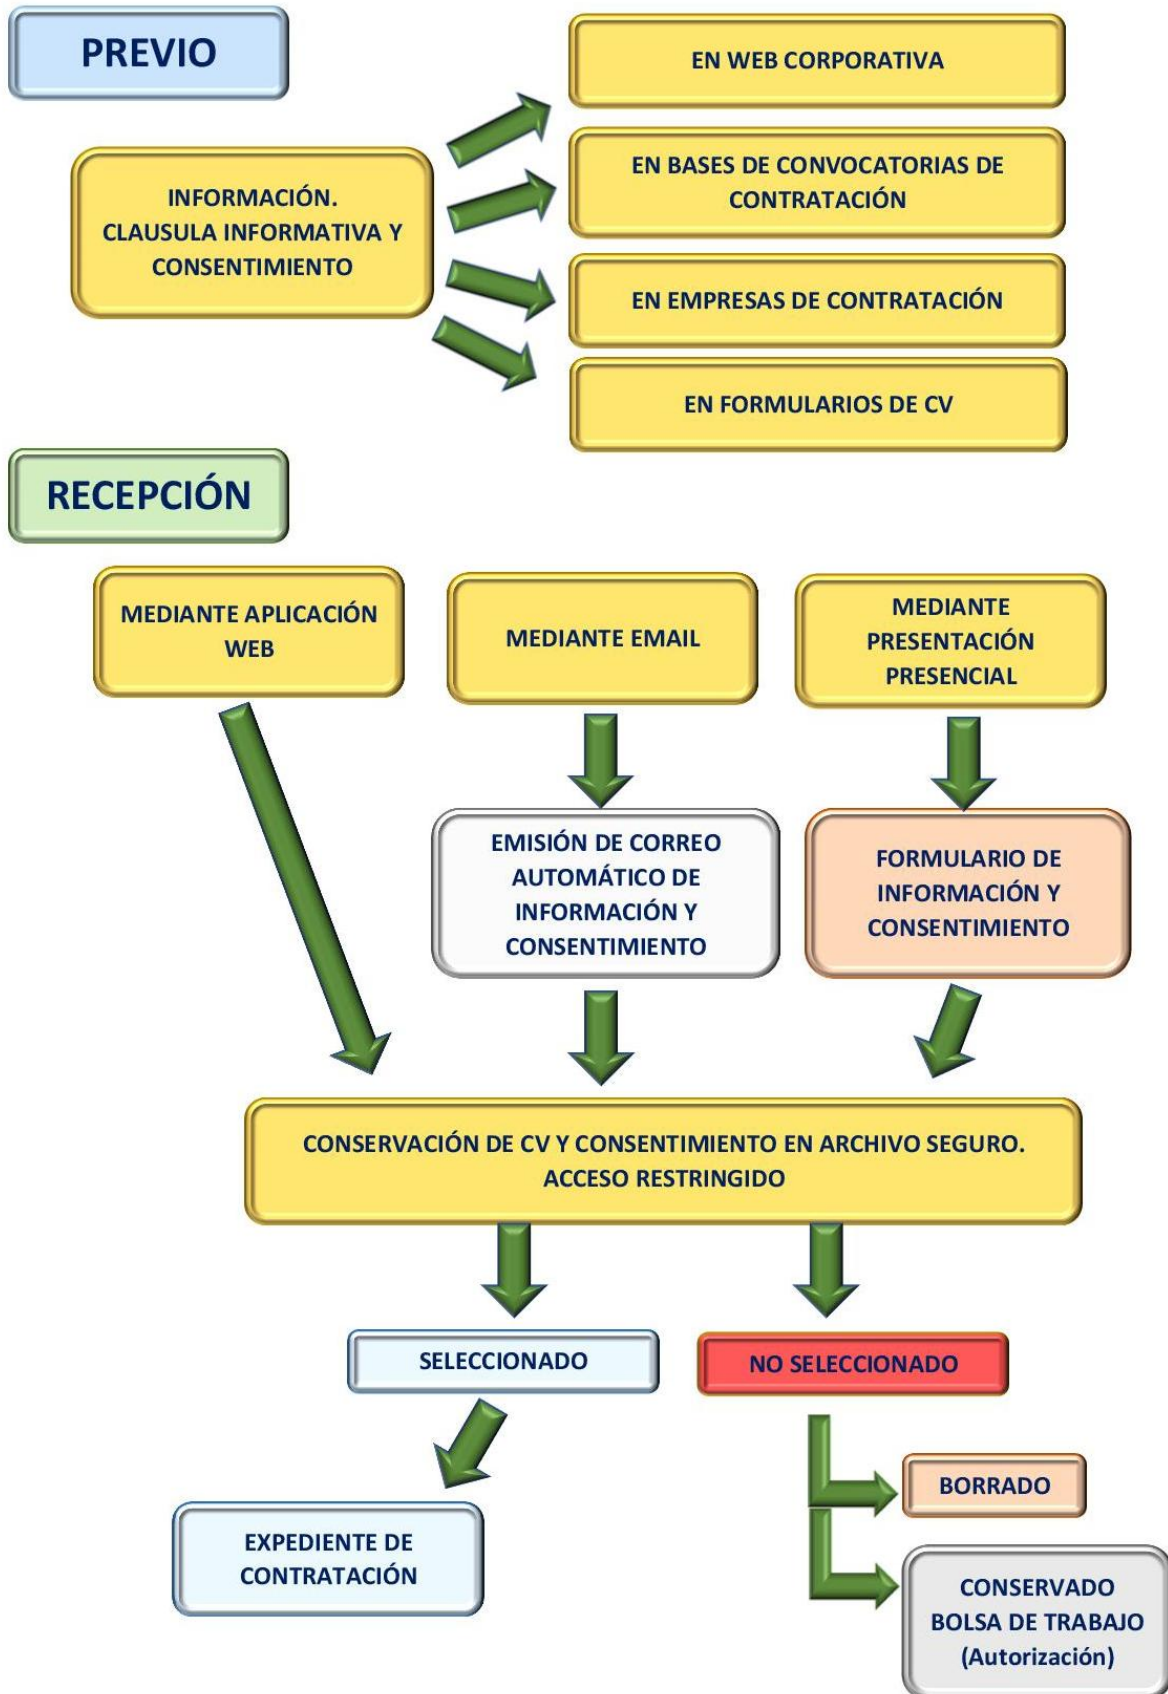 PREVIO
EN WEB CORPORATIVA
INFORMACIÓN.
CLAUSULA INFORMATIVA Y
CONSENTIMIENTO
EN BASES DE CONVOCATORIAS DE
CONTRATACIÓN
EN EMPRESAS DE CONTRATACIÓN
EN FORMULARIOS DE CV
RECEPCIÓN
MEDIANTE APLICACIÓN
WEB
MEDIANTE EMAIL
MEDIANTE
PRESENTACIÓN
PRESENCIAL
EMISIÓN DE CORREO
AUTOMÁTICO DE
INFORMACIÓN Y
CONSENTIMIENTO
FORMULARIO DE
INFORMACIÓN Y
CONSENTIMIENTO
CONSERVACIÓN DE CV Y CONSENTIMIENTO EN ARCHIVO SEGURO.
ACCESO RESTRINGIDO
SELECCIONADO
NO SELECCIONADO
BORRADO
EXPEDIENTE DE
CONTRATACIÓN
CONSERVADO
BOLSA DE TRABAJO
(Autorización)